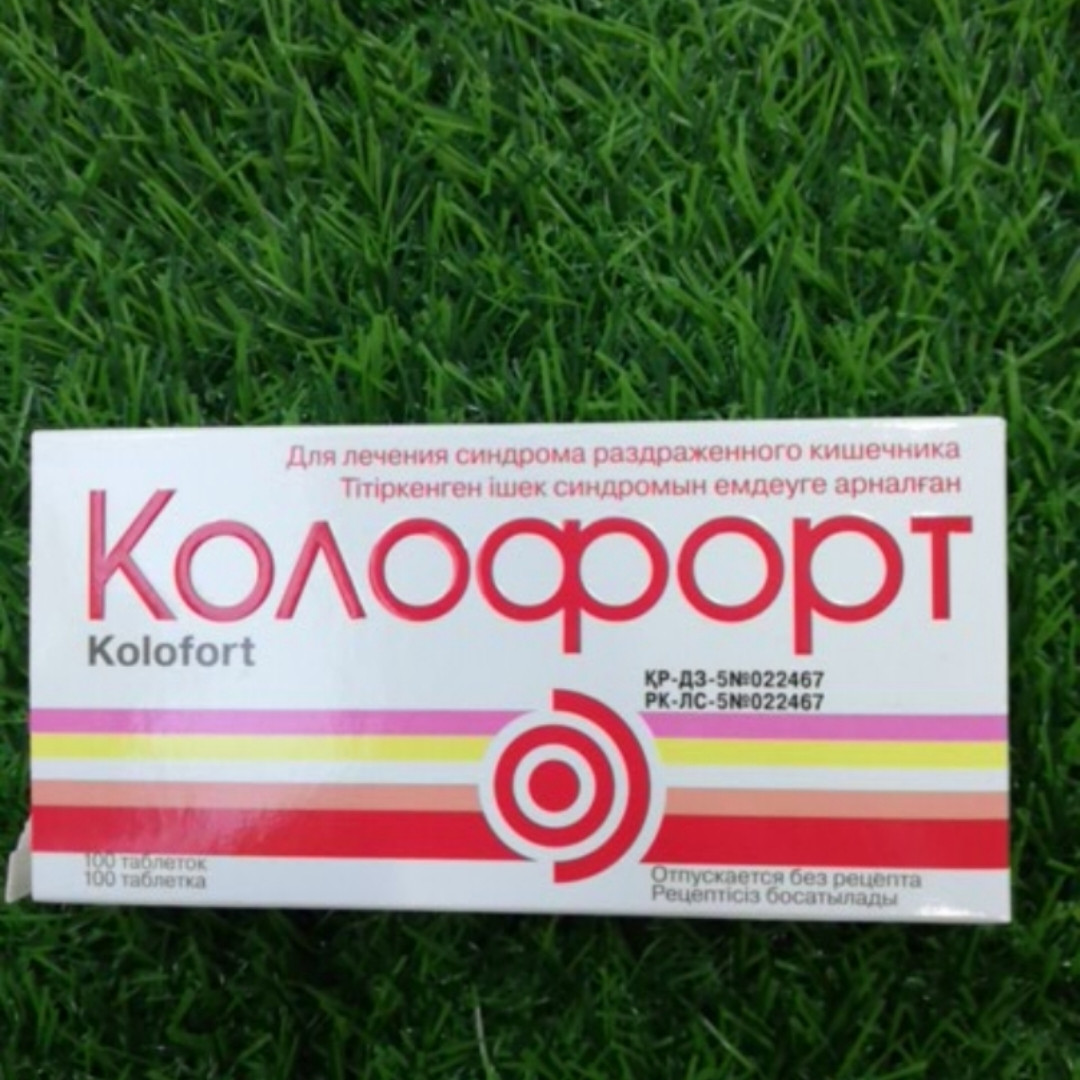 Для лечения синдрома раздраженного кишечника
Тітіркенген ішек синдромын емдеуге арналған
Колофорт
Kolofort
ҚР-ДЗ-5№022467
РК-ЛС-5№022467
100 таблеток
100 таблетка
Отпускается без рецепта
Рецептісіз босатылады